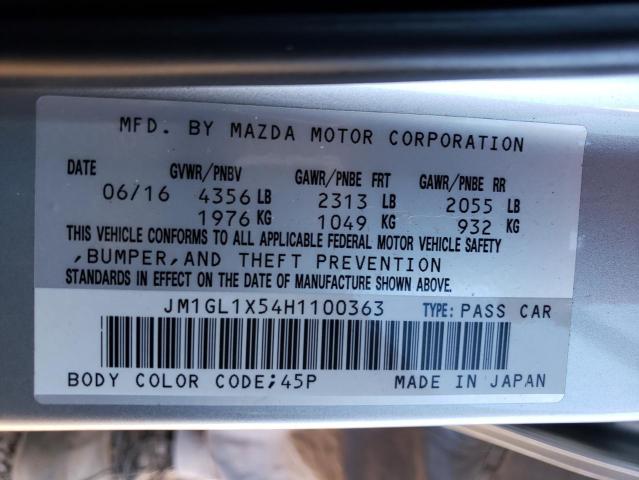 MFD. BY MAZDA MOTOR CORPORATION
DATE GVWR/PNBV GAWR/PNBE FRT GAWR/PNBE RR
06/16 4356 LB 2313 LB 2055 LB
1976 KG 1049 KG 932 KG
THIS VEHICLE CONFORMS TO ALL APPLICABLE FEDERAL MOTOR VEHICLE SAFETY
,BUMPER,AND THEFT PREVENTION
STANDARDS IN EFFECT ON THE DATE OF MANUFACTURE SHOWN ABOVE.
JM1GL1X54H1100363 TYPE: PASS CAR
BODY COLOR CODE;45P MADE IN JAPAN